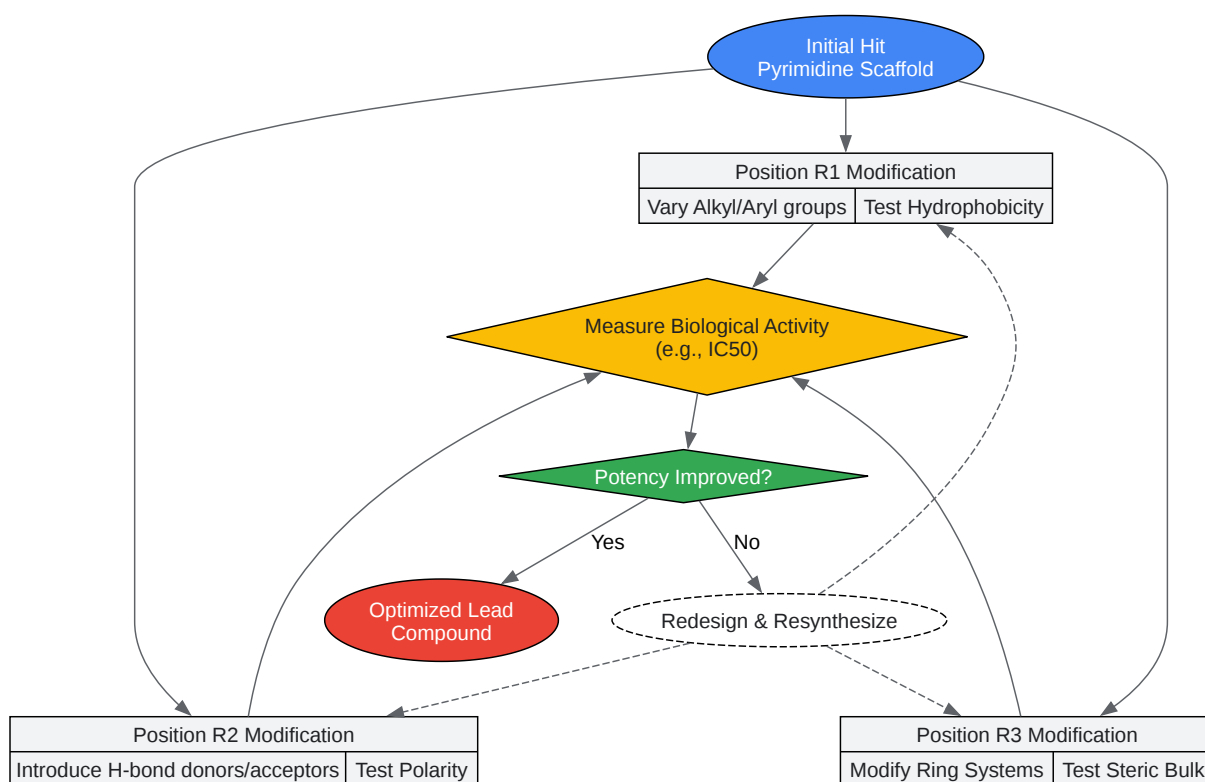 Initial Hit
Pyrimidine Scaffold
Position R1 Modification
Vary Alkyl/Aryl groups
Test Hydrophobicity
Measure Biological Activity
(e.g., IC50)
Potency Improved?
Yes
No
Optimized Lead
Compound
Redesign & Resynthesize
Position R2 Modification
Introduce H-bond donors/acceptors
Test Polarity
Position R3 Modification
Modify Ring Systems
Test Steric Bulk